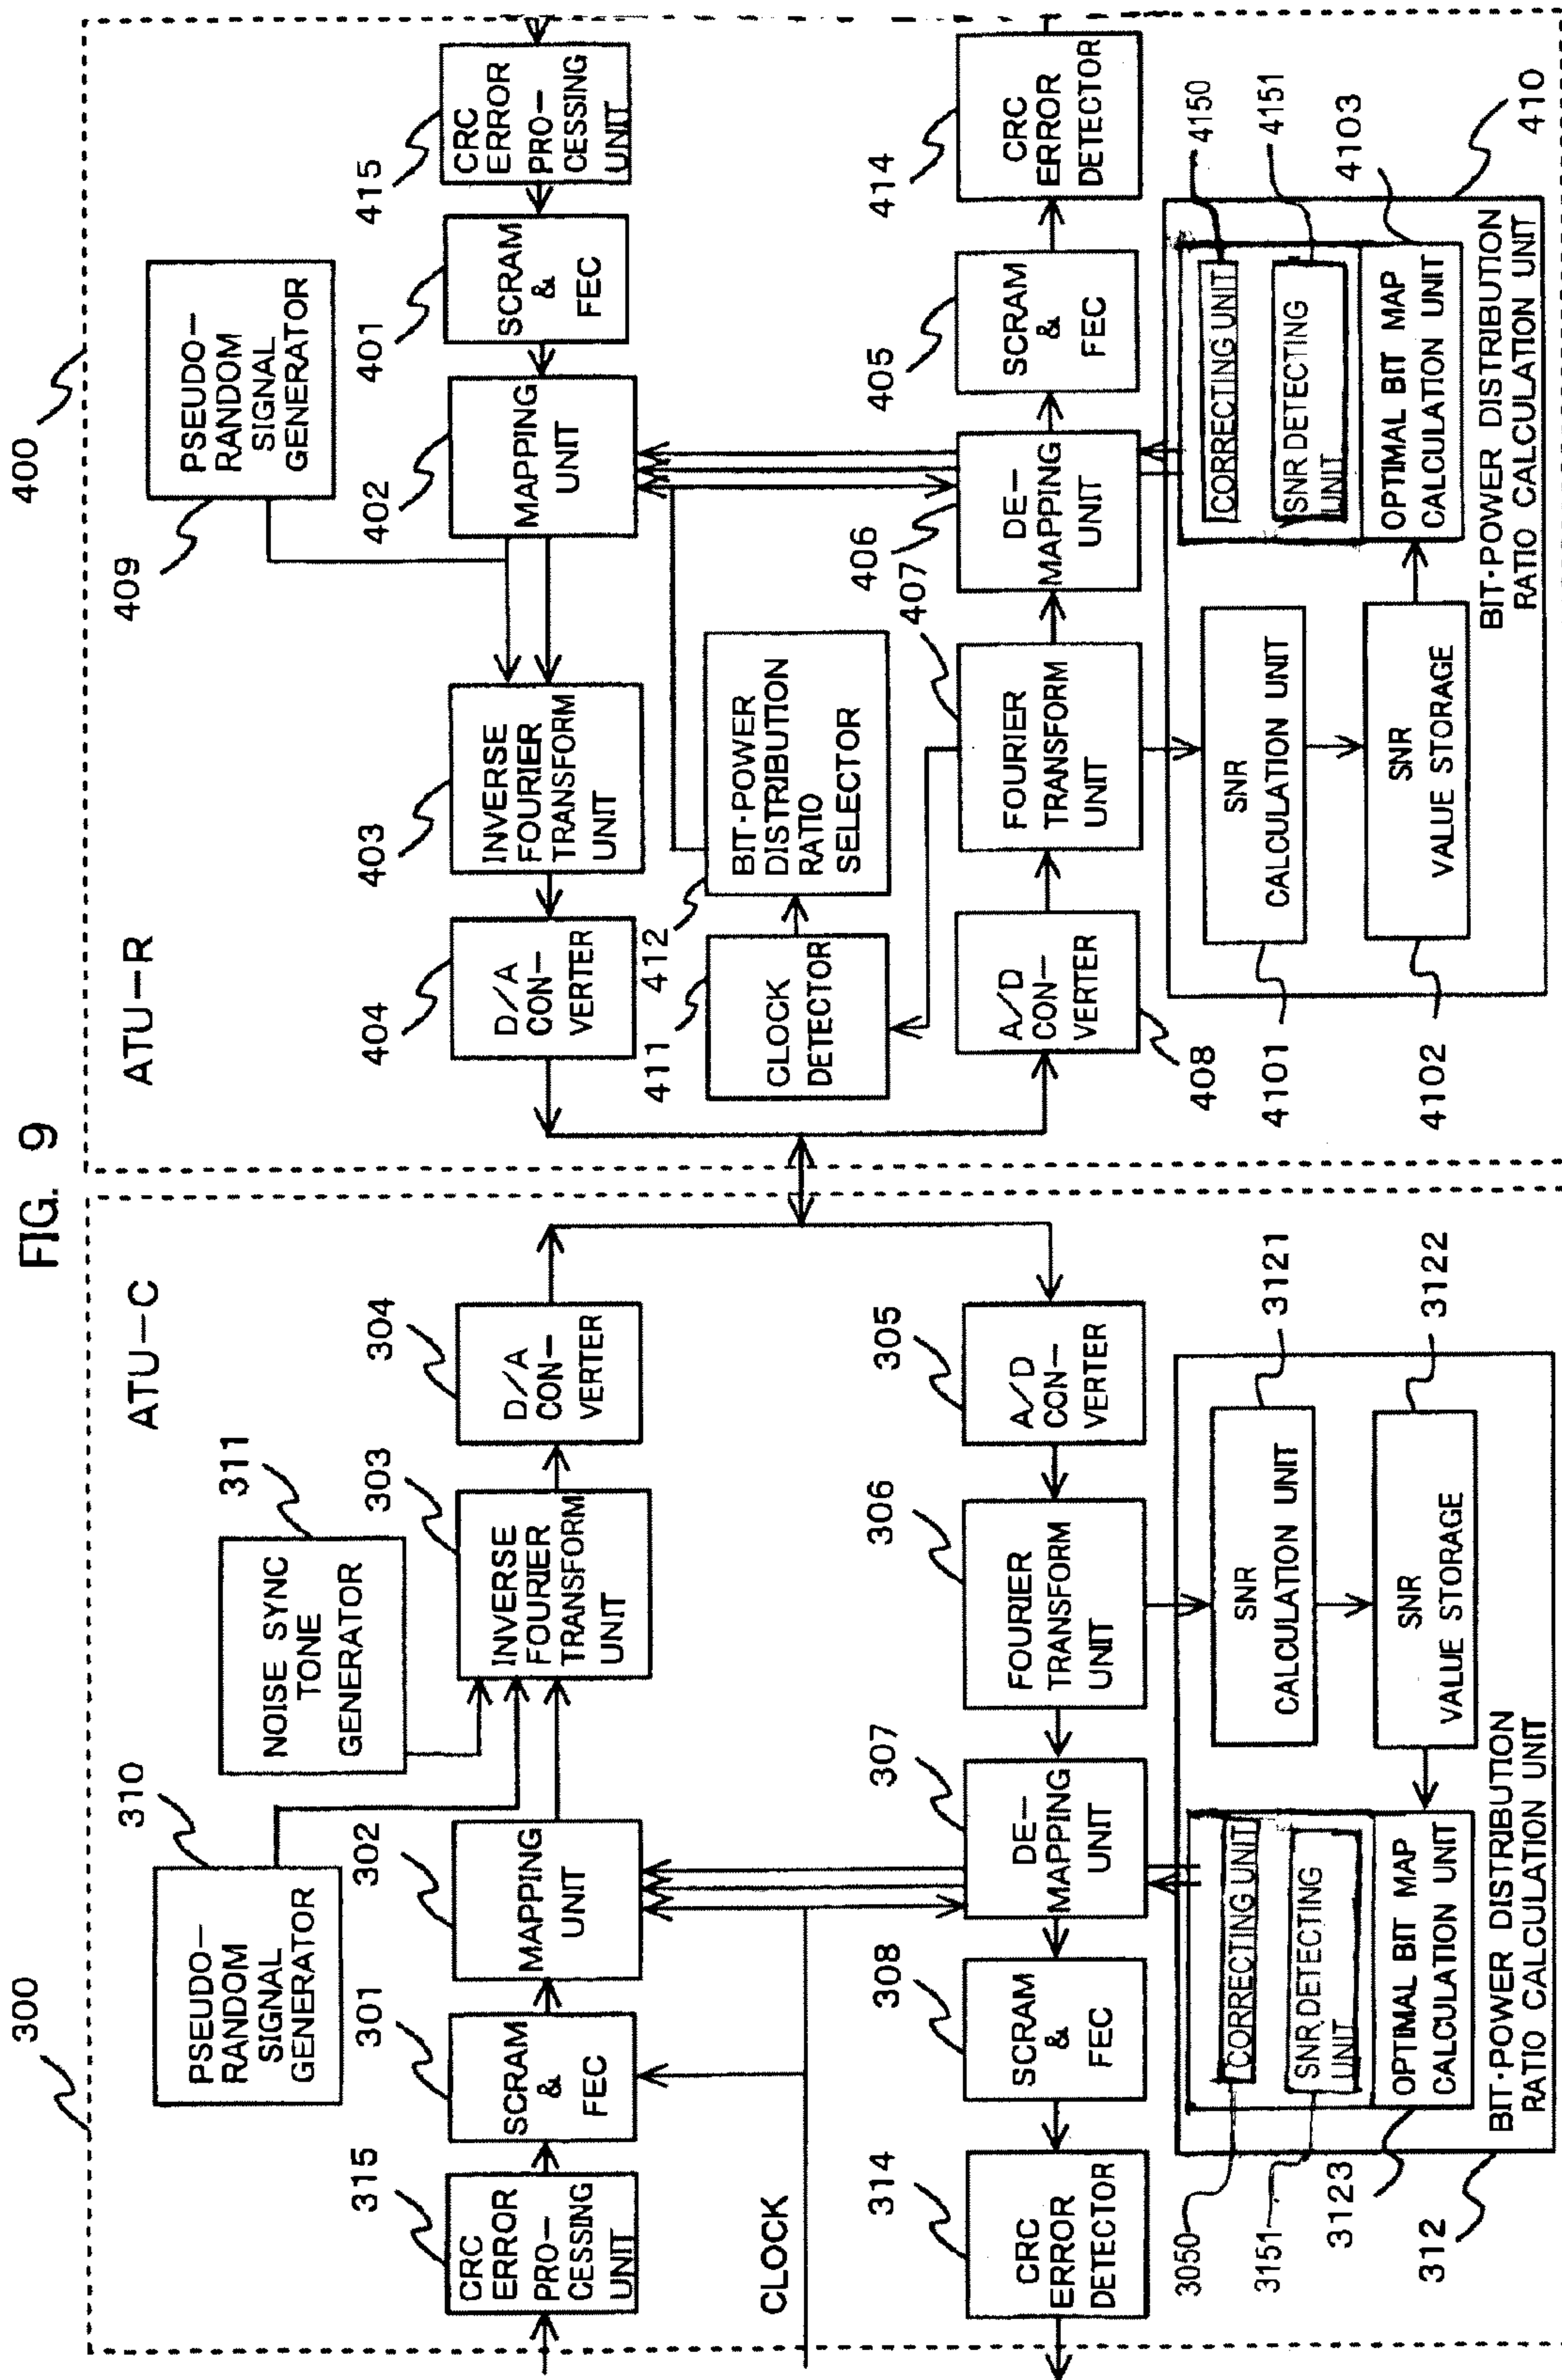 FIG. 9
300
ATU−C
310
PSEUDO−
RANDOM
SIGNAL
GENERATOR
311
NOISE SYNC
TONE
GENERATOR
315
CRC
ERROR
PRO−
CESSING
UNIT
301
SCRAM
&
FEC
302
MAPPING
UNIT
303
INVERSE
FOURIER
TRANSFORM
UNIT
304
D/A
CON−
VERTER
CLOCK
314
CRC
ERROR
DETECTOR
308
SCRAM
&
FEC
307
DE−
MAPPING
UNIT
306
FOURIER
TRANSFORM
UNIT
305
A/D
CON−
VERTER
3050
CORRECTING UNIT
3151
SNR DETECTING
UNIT
3123
OPTIMAL BIT MAP
CALCULATION UNIT
312
SNR
CALCULATION UNIT
3121
SNR
VALUE STORAGE
3122
BIT·POWER DISTRIBUTION
RATIO CALCULATION UNIT
400
ATU−R
409
PSEUDO−
RANDOM
SIGNAL
GENERATOR
404
D/A
CON−
VERTER
403
INVERSE
FOURIER
TRANSFORM
UNIT
402
MAPPING
UNIT
401
SCRAM
&
FEC
415
CRC
ERROR
PRO−
CESSING
UNIT
411
CLOCK
DETECTOR
412
BIT·POWER
DISTRIBUTION
RATIO
SELECTOR
408
A/D
CON−
VERTER
407
FOURIER
TRANSFORM
UNIT
406
DE−
MAPPING
UNIT
405
SCRAM
&
FEC
414
CRC
ERROR
DETECTOR
4101
SNR
CALCULATION UNIT
4102
SNR
VALUE STORAGE
4150
CORRECTING UNIT
4151
SNR DETECTING
UNIT
4103
OPTIMAL BIT MAP
CALCULATION UNIT
410
BIT·POWER DISTRIBUTION
RATIO CALCULATION UNIT